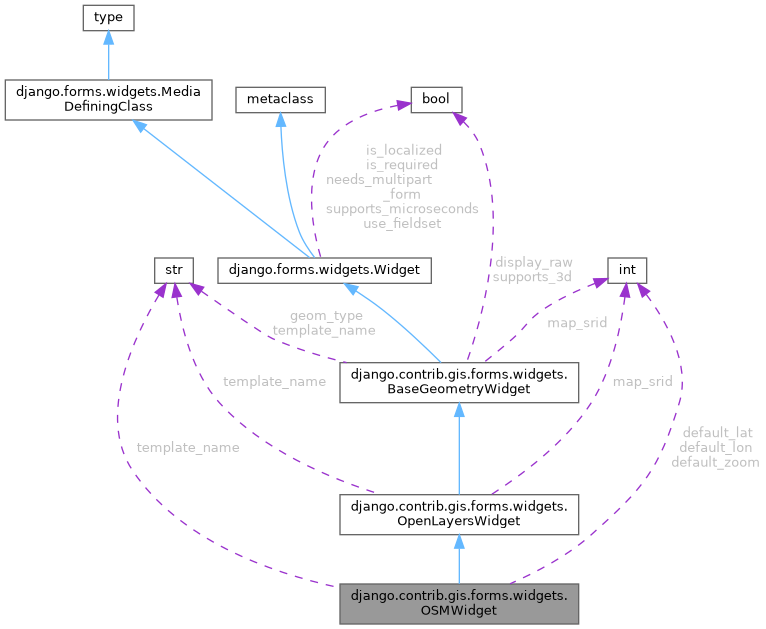 type
django.forms.widgets.Media
DefiningClass
metaclass
bool
is_localized
is_required
needs_multipart
_form
supports_microseconds
use_fieldset
str
django.forms.widgets.Widget
display_raw
supports_3d
int
geom_type
template_name
map_srid
django.contrib.gis.forms.widgets.
BaseGeometryWidget
template_name
map_srid
template_name
default_lat
default_lon
default_zoom
django.contrib.gis.forms.widgets.
OpenLayersWidget
django.contrib.gis.forms.widgets.
OSMWidget